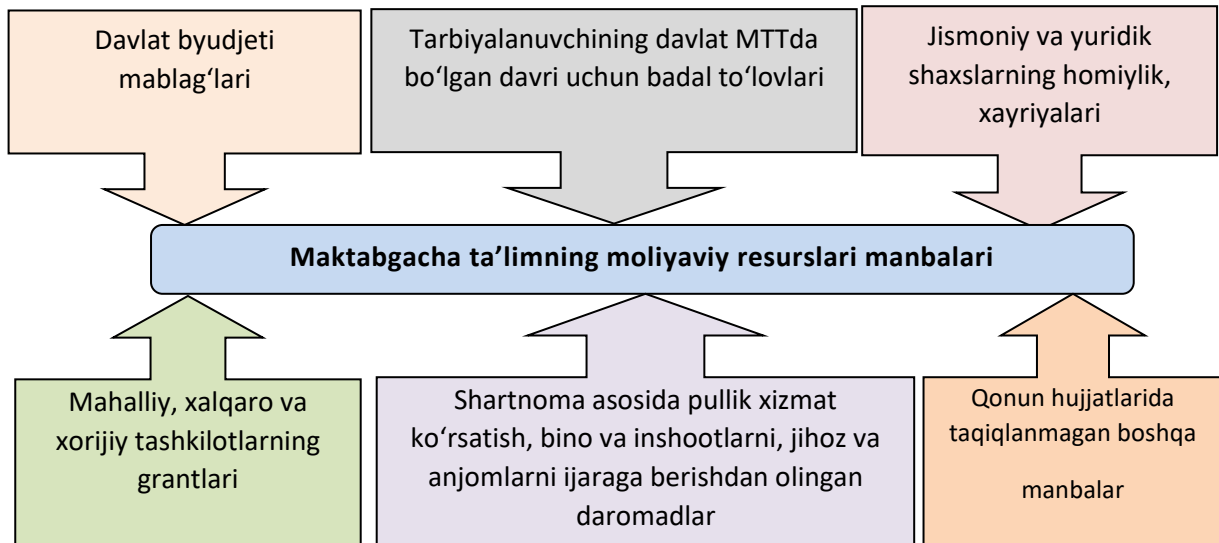 Davlat byudjeti
mablag‘lari
Tarbiyalanuvchining davlat MTTda
bo‘lgan davri uchun badal to‘lovlari
Jismoniy va yuridik
shaxslarning homiylik,
xayriyalari
Maktabgacha ta’limning moliyaviy resurslari manbalari
Mahalliy, xalqaro va
xorijiy tashkilotlarning
grantlari
Shartnoma asosida pullik xizmat
ko‘rsatish, bino va inshootlarni, jihoz va
anjomlarni ijaraga berishdan olingan
daromadlar
Qonun hujjatlarida
taqiqlanmagan boshqa
manbalar